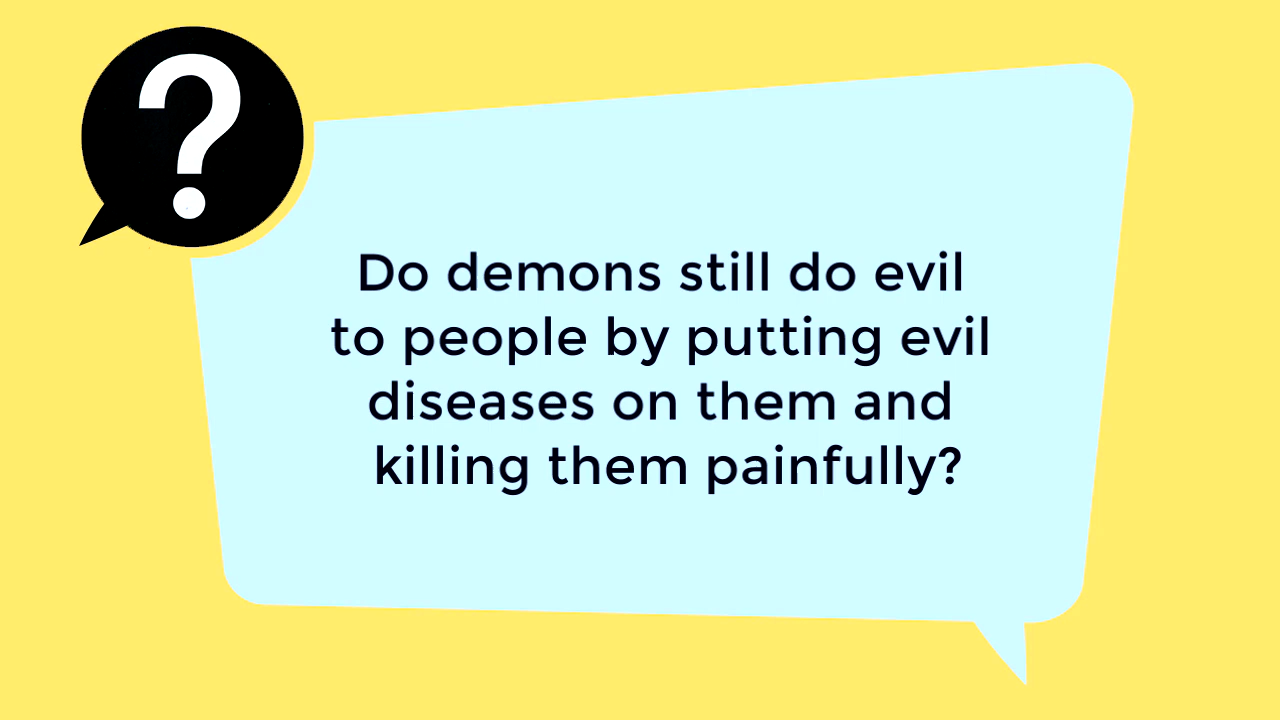 ?
Do demons still do evil
to people by putting evil
diseases on them and
killing them painfully?